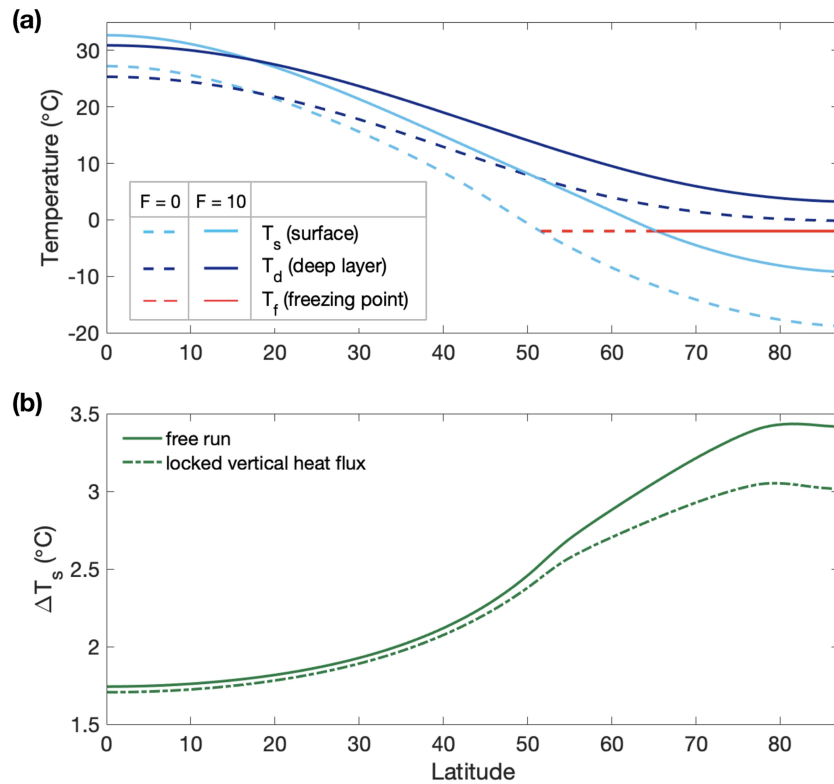 (a)
Temperature (°C)
30
20
10
0
-10
-20
F = 0 F = 10
T_s (surface)
T_d (deep layer)
T_f (freezing point)
0 10 20 30 40 50 60 70 80
(b)
ΔT_s (°C)
3.5
3
2.5
2
1.5
free run
locked vertical heat flux
0 10 20 30 40 50 60 70 80
Latitude